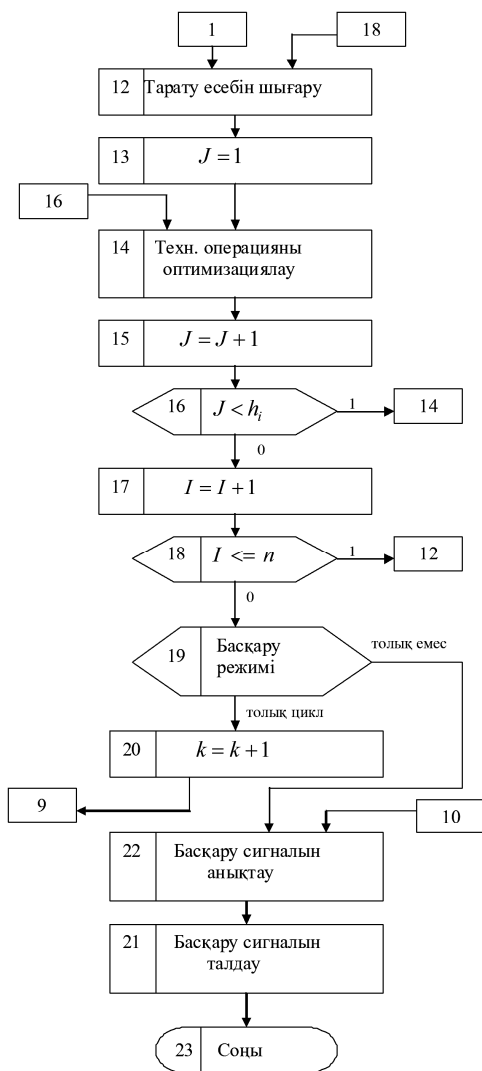 1
18
12 Тарату есебін шығару
13 J = 1
16
14 Техн. операцияны
оптимизациялау
15 J = J + 1
16 J < hᵢ 1 14
0
17 I = I + 1
18 I <= n 1 12
0
19 Басқару
режимі
толық емес
толық цикл
20 k = k + 1
9
10
22 Басқару сигналын
анықтау
21 Басқару сигналын
талдау
23 Соңы